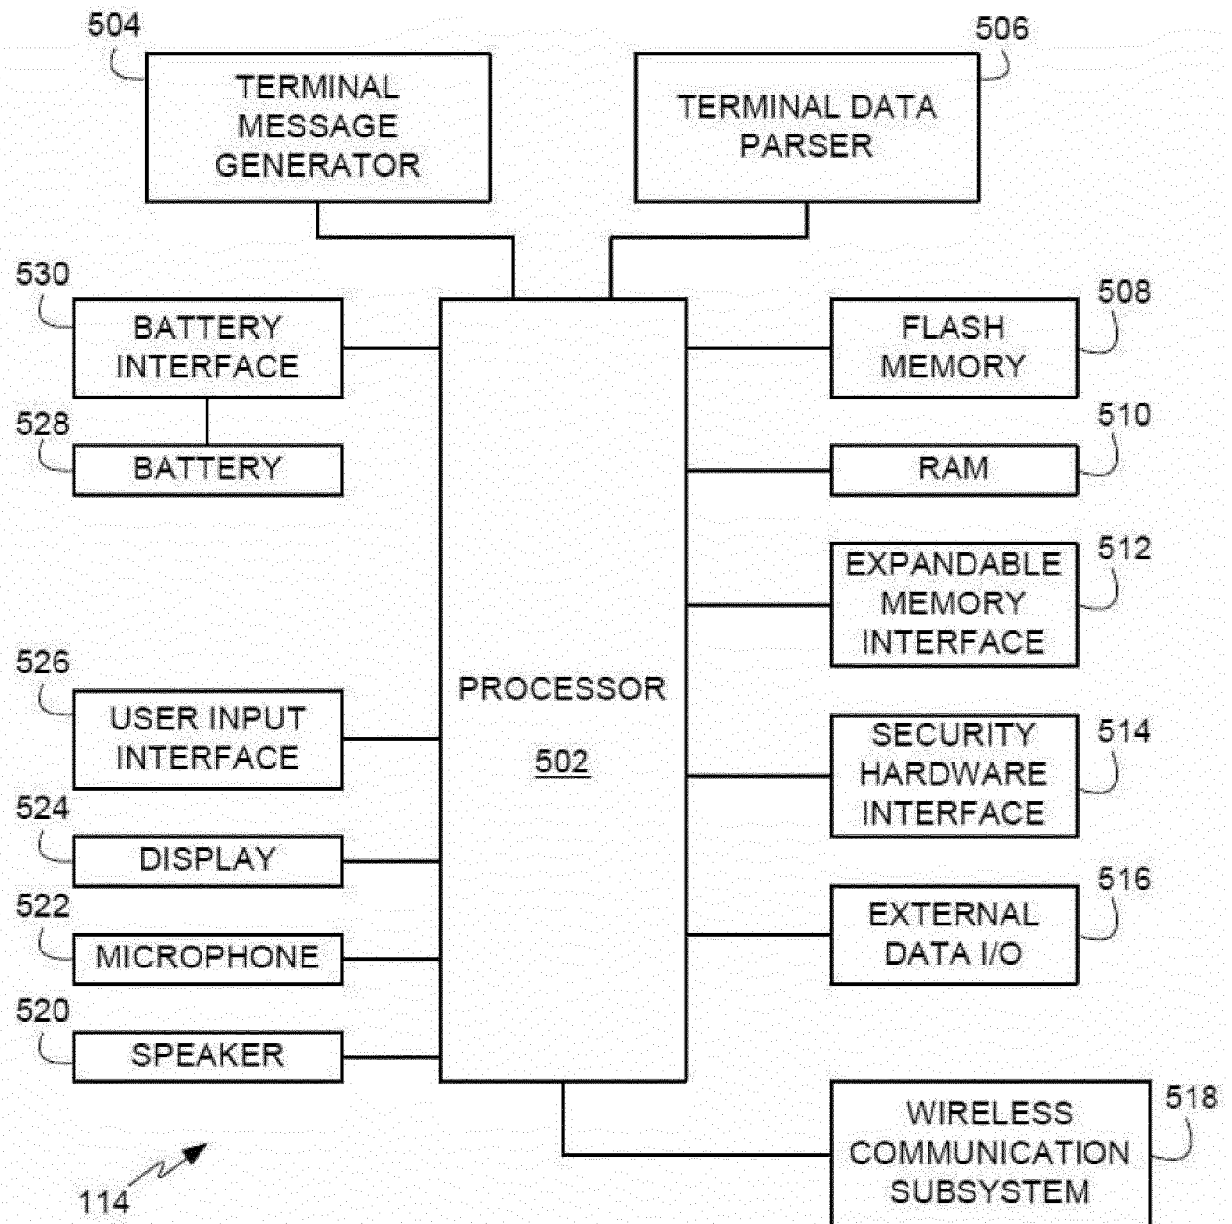 504
TERMINAL
MESSAGE
GENERATOR
506
TERMINAL DATA
PARSER
530
BATTERY
INTERFACE
528
BATTERY
526
USER INPUT
INTERFACE
524
DISPLAY
522
MICROPHONE
520
SPEAKER
PROCESSOR
502
508
FLASH
MEMORY
510
RAM
512
EXPANDABLE
MEMORY
INTERFACE
514
SECURITY
HARDWARE
INTERFACE
516
EXTERNAL
DATA I/O
518
WIRELESS
COMMUNICATION
SUBSYSTEM
114